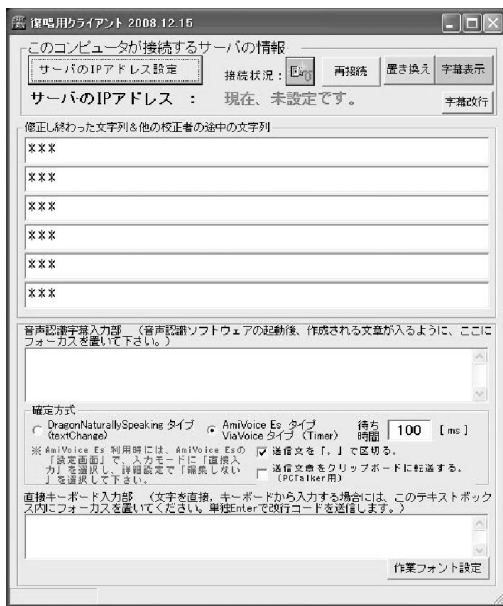 復唱用クライアント 2008.12.15
このコンピュータが接続するサーバの情報
サーバのIPアドレス設定
接続状況：
再接続
置き換え
字幕表示
サーバのIPアドレス ： 現在、未設定です。
字幕改行
修正し終わった文字列＆他の校正者の途中の文字列
***
***
***
***
***
***
音声認識字幕入力部 （音声認識ソフトウェアの起動後、作成される文章が入るように、ここに
フォーカスを置いて下さい。）
確定方式
DragonNaturallySpeaking タイプ
(textChange)
AmiVoice Es タイプ
ViaVoice タイプ (Timer)
待ち
時間
100
[ms]
※ AmiVoice Es 利用時には、AmiVoice Esの
「設定画面」で、入力モードに「直接入
力」を選択し、詳細設定で「編集しない
」を選択して下さい。
送信文を「．」で区切る。
送信文章をクリップボードに転送する。
(PCTalker用)
直接キーボード入力部 （文字を直接、キーボードから入力する場合には、このテキストボック
ス内にフォーカスを置いてください。単独Enterで改行コードを送信します。）
作業フォント設定